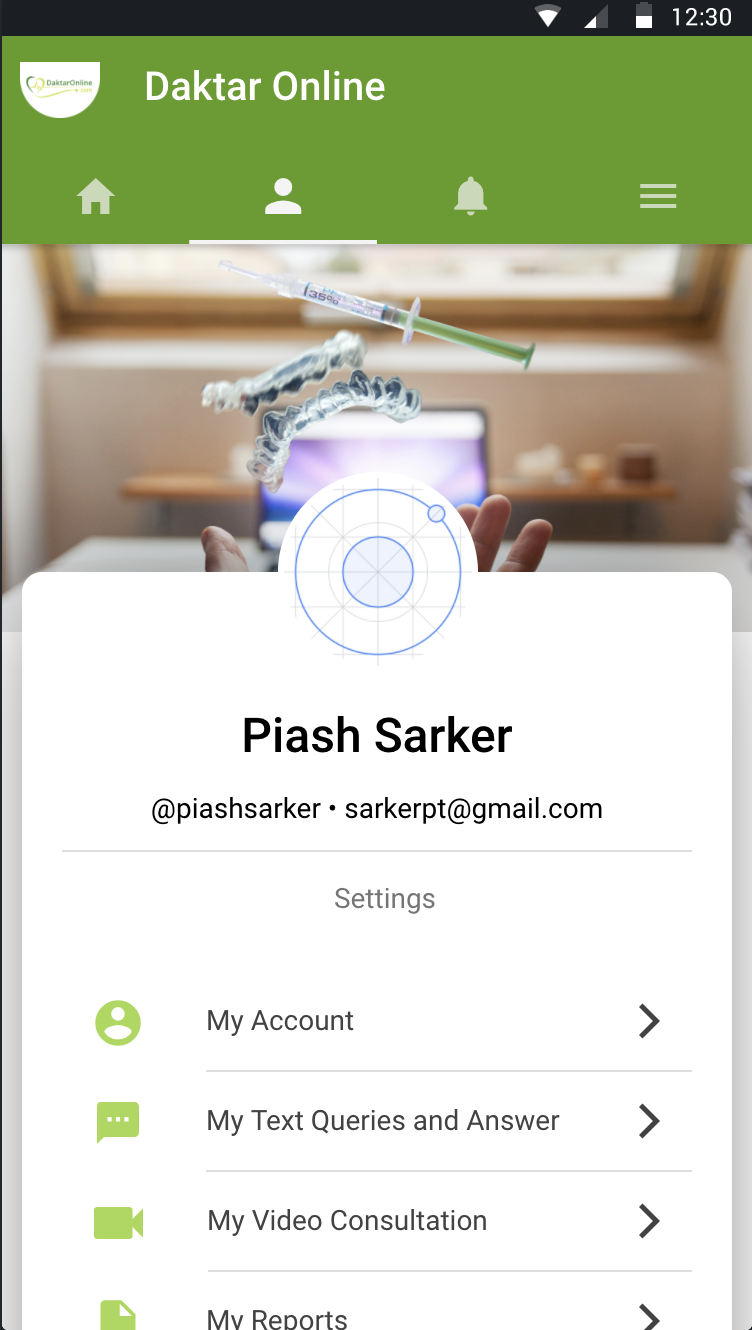 12:30
DaktarOnline
.com
Daktar Online
35%
Piash Sarker
@piashsarker • sarkerpt@gmail.com
Settings
My Account
My Text Queries and Answer
My Video Consultation
My Reports